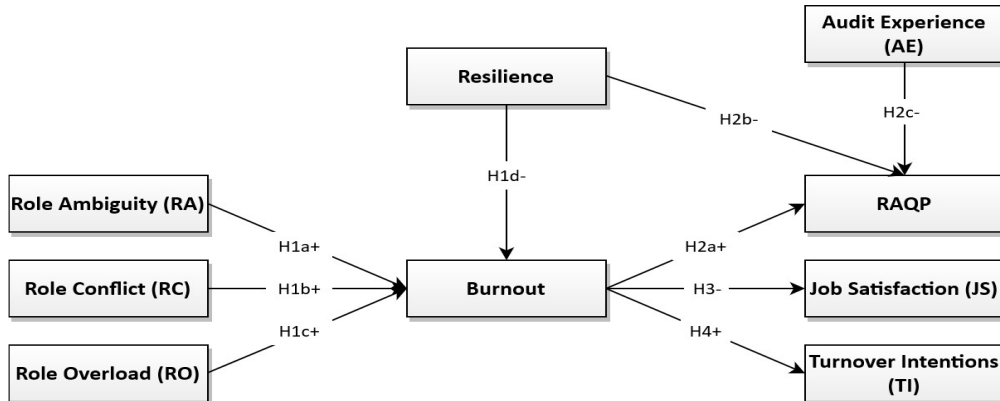 Audit Experience
(AE)
Resilience
H2b-
H2c-
H1d-
Role Ambiguity (RA)
RAQP
H1a+
H2a+
Role Conflict (RC)
H1b+
Burnout
H3-
Job Satisfaction (JS)
H1c+
H4+
Role Overload (RO)
Turnover Intentions
(TI)